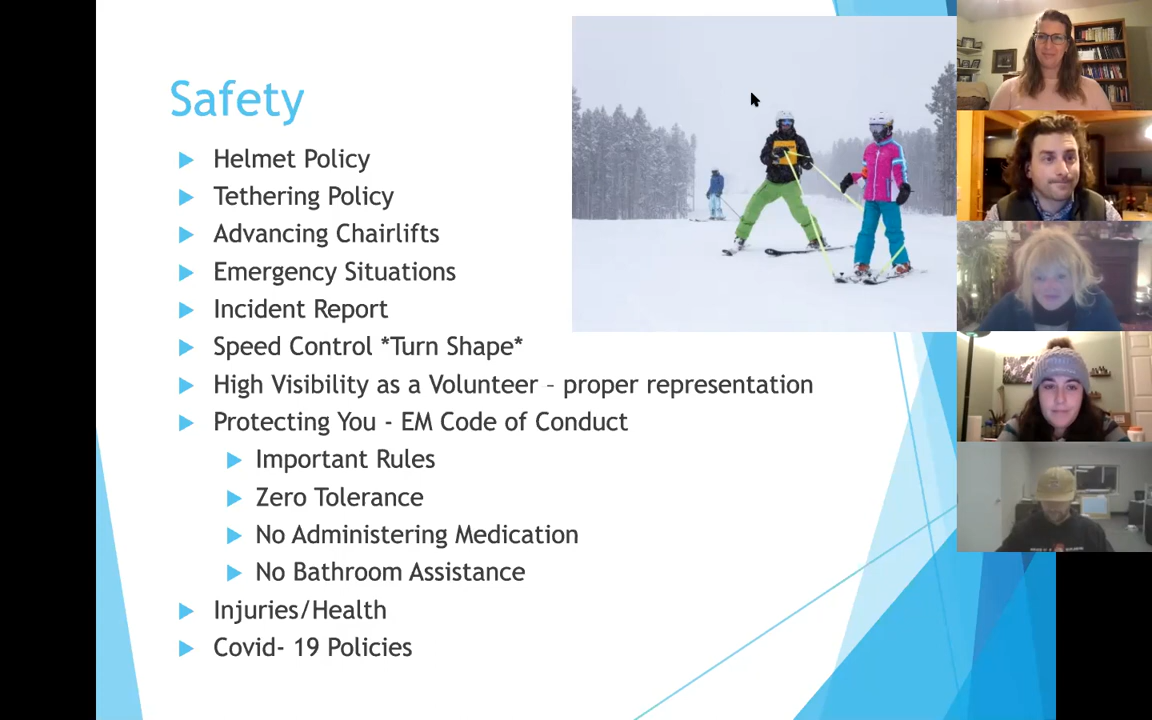 Safety
Helmet Policy
Tethering Policy
Advancing Chairlifts
Emergency Situations
Incident Report
Speed Control *Turn Shape*
High Visibility as a Volunteer – proper representation
Protecting You - EM Code of Conduct
Important Rules
Zero Tolerance
No Administering Medication
No Bathroom Assistance
Injuries/Health
Covid- 19 Policies